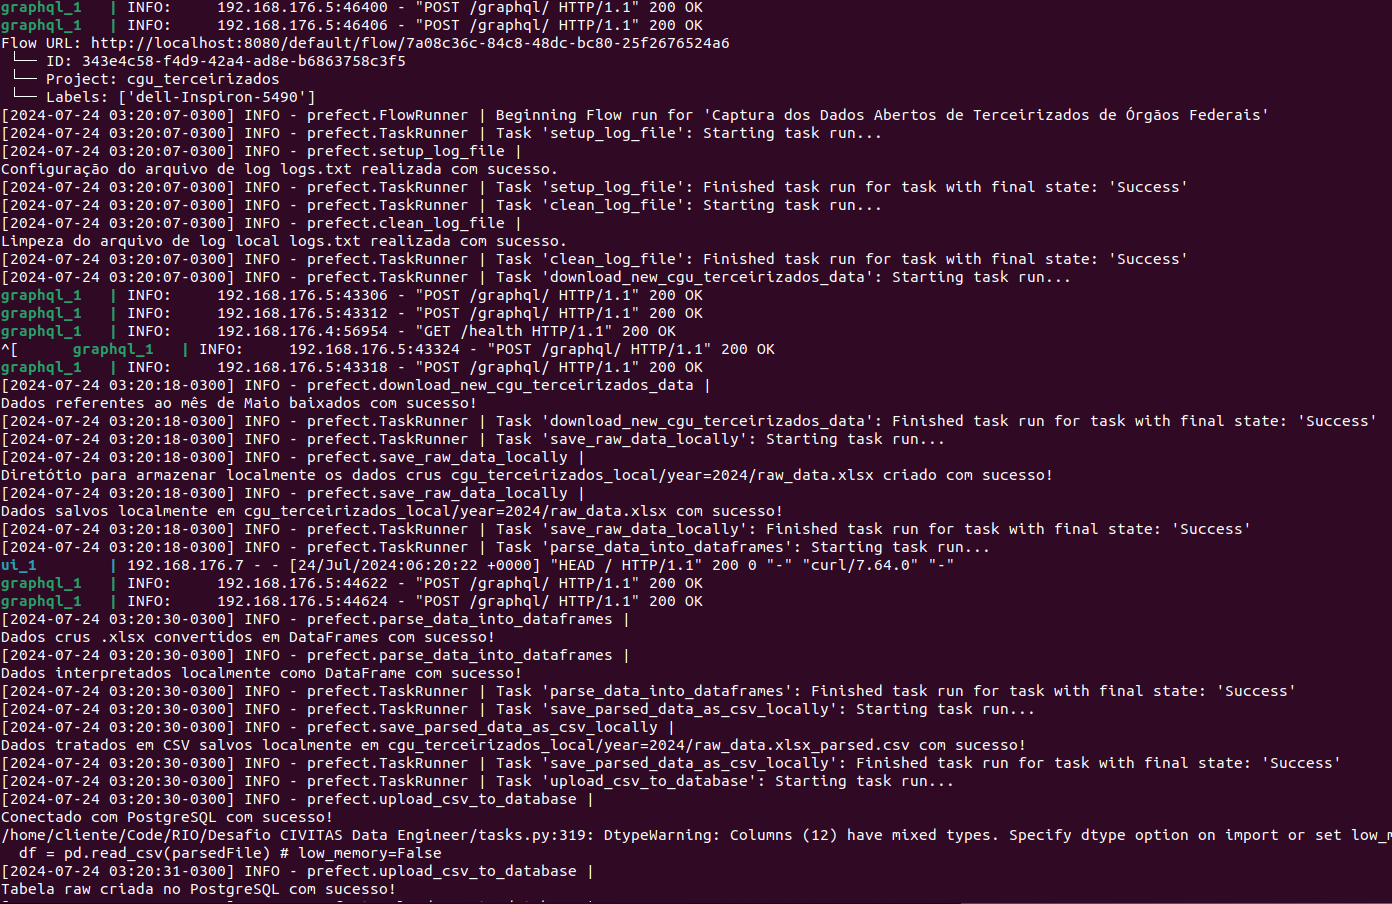 graphql_1   | INFO:     192.168.176.5:46400 - "POST /graphql/ HTTP/1.1" 200 OK
graphql_1   | INFO:     192.168.176.5:46406 - "POST /graphql/ HTTP/1.1" 200 OK
Flow URL: http://localhost:8080/default/flow/7a08c36c-84c8-48dc-bc80-25f2676524a6
 └── ID: 343e4c58-f4d9-42a4-ad8e-b6863758c3f5
 └── Project: cgu_terceirizados
 └── Labels: ['dell-Inspiron-5490']
[2024-07-24 03:20:07-0300] INFO - prefect.FlowRunner | Beginning Flow run for 'Captura dos Dados Abertos de Terceirizados de Órgãos Federais'
[2024-07-24 03:20:07-0300] INFO - prefect.TaskRunner | Task 'setup_log_file': Starting task run...
[2024-07-24 03:20:07-0300] INFO - prefect.setup_log_file |
Configuração do arquivo de log logs.txt realizada com sucesso.
[2024-07-24 03:20:07-0300] INFO - prefect.TaskRunner | Task 'setup_log_file': Finished task run for task with final state: 'Success'
[2024-07-24 03:20:07-0300] INFO - prefect.TaskRunner | Task 'clean_log_file': Starting task run...
[2024-07-24 03:20:07-0300] INFO - prefect.clean_log_file |
Limpeza do arquivo de log local logs.txt realizada com sucesso.
[2024-07-24 03:20:07-0300] INFO - prefect.TaskRunner | Task 'clean_log_file': Finished task run for task with final state: 'Success'
[2024-07-24 03:20:07-0300] INFO - prefect.TaskRunner | Task 'download_new_cgu_terceirizados_data': Starting task run...
graphql_1   | INFO:     192.168.176.5:43306 - "POST /graphql/ HTTP/1.1" 200 OK
graphql_1   | INFO:     192.168.176.5:43312 - "POST /graphql/ HTTP/1.1" 200 OK
graphql_1   | INFO:     192.168.176.4:56954 - "GET /health HTTP/1.1" 200 OK
^[      graphql_1   | INFO:     192.168.176.5:43324 - "POST /graphql/ HTTP/1.1" 200 OK
graphql_1   | INFO:     192.168.176.5:43318 - "POST /graphql/ HTTP/1.1" 200 OK
[2024-07-24 03:20:18-0300] INFO - prefect.download_new_cgu_terceirizados_data |
Dados referentes ao mês de Maio baixados com sucesso!
[2024-07-24 03:20:18-0300] INFO - prefect.TaskRunner | Task 'download_new_cgu_terceirizados_data': Finished task run for task with final state: 'Success'
[2024-07-24 03:20:18-0300] INFO - prefect.TaskRunner | Task 'save_raw_data_locally': Starting task run...
[2024-07-24 03:20:18-0300] INFO - prefect.save_raw_data_locally |
Diretótio para armazenar localmente os dados crus cgu_terceirizados_local/year=2024/raw_data.xlsx criado com sucesso!
[2024-07-24 03:20:18-0300] INFO - prefect.save_raw_data_locally |
Dados salvos localmente em cgu_terceirizados_local/year=2024/raw_data.xlsx com sucesso!
[2024-07-24 03:20:18-0300] INFO - prefect.TaskRunner | Task 'save_raw_data_locally': Finished task run for task with final state: 'Success'
[2024-07-24 03:20:18-0300] INFO - prefect.TaskRunner | Task 'parse_data_into_dataframes': Starting task run...
ui_1        | 192.168.176.7 - - [24/Jul/2024:06:20:22 +0000] "HEAD / HTTP/1.1" 200 0 "-" "curl/7.64.0" "-"
graphql_1   | INFO:     192.168.176.5:44622 - "POST /graphql/ HTTP/1.1" 200 OK
graphql_1   | INFO:     192.168.176.5:44624 - "POST /graphql/ HTTP/1.1" 200 OK
[2024-07-24 03:20:30-0300] INFO - prefect.parse_data_into_dataframes |
Dados crus .xlsx convertidos em DataFrames com sucesso!
[2024-07-24 03:20:30-0300] INFO - prefect.parse_data_into_dataframes |
Dados interpretados localmente como DataFrame com sucesso!
[2024-07-24 03:20:30-0300] INFO - prefect.TaskRunner | Task 'parse_data_into_dataframes': Finished task run for task with final state: 'Success'
[2024-07-24 03:20:30-0300] INFO - prefect.TaskRunner | Task 'save_parsed_data_as_csv_locally': Starting task run...
[2024-07-24 03:20:30-0300] INFO - prefect.save_parsed_data_as_csv_locally |
Dados tratados em CSV salvos localmente em cgu_terceirizados_local/year=2024/raw_data.xlsx_parsed.csv com sucesso!
[2024-07-24 03:20:30-0300] INFO - prefect.TaskRunner | Task 'save_parsed_data_as_csv_locally': Finished task run for task with final state: 'Success'
[2024-07-24 03:20:30-0300] INFO - prefect.TaskRunner | Task 'upload_csv_to_database': Starting task run...
[2024-07-24 03:20:30-0300] INFO - prefect.upload_csv_to_database |
Conectado com PostgreSQL com sucesso!
/home/cliente/Code/RIO/Desafio CIVITAS Data Engineer/tasks.py:319: DtypeWarning: Columns (12) have mixed types. Specify dtype option on import or set low_m
  df = pd.read_csv(parsedFile) # low_memory=False
[2024-07-24 03:20:31-0300] INFO - prefect.upload_csv_to_database |
Tabela raw criada no PostgreSQL com sucesso!